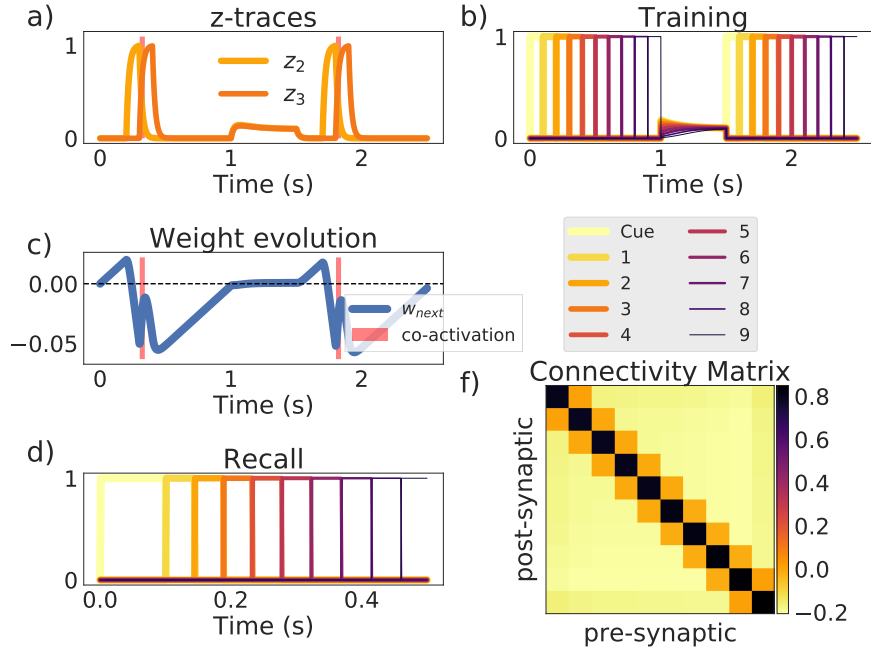 a)
z-traces
1
0
z2
z3
0
1
2
Time (s)
b)
Training
1
0
0
1
2
Time (s)
c)
Weight evolution
0.00
−0.05
wnext
co-activation
0
1
2
Time (s)
Cue
1
2
3
4
5
6
7
8
9
d)
Recall
1
0
0.0
0.2
0.4
Time (s)
f)
Connectivity Matrix
post-synaptic
pre-synaptic
0.8
0.6
0.4
0.2
0.0
−0.2